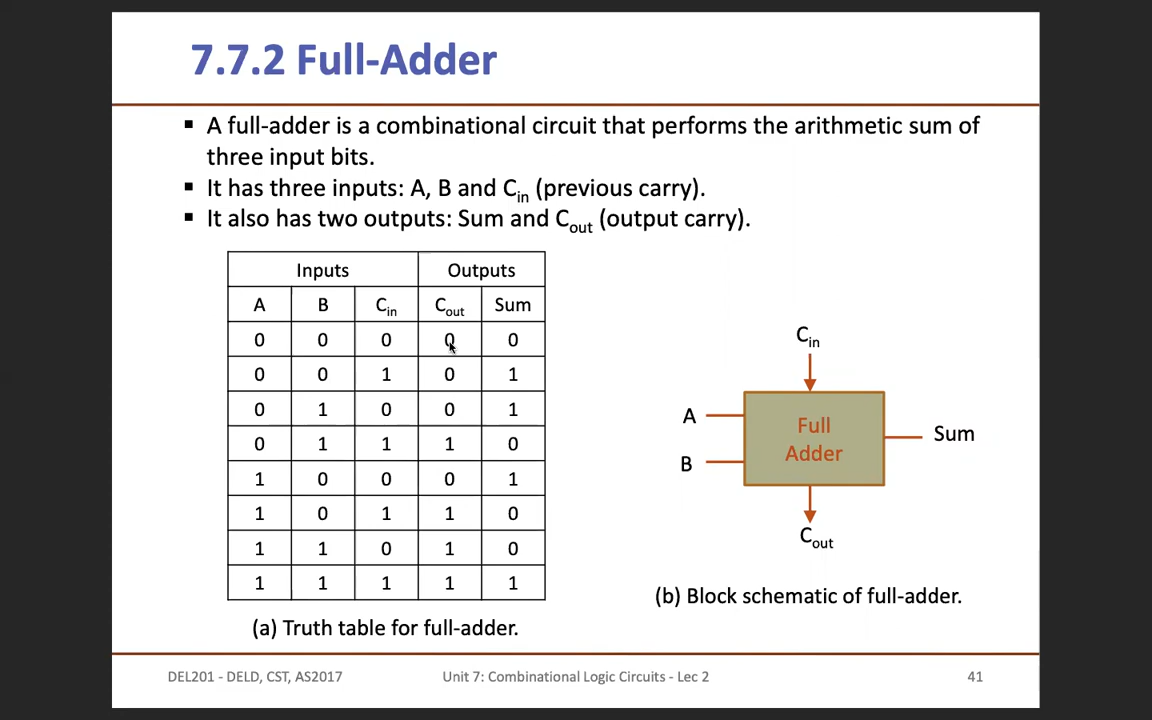 7.7.2 Full-Adder
▪ A full-adder is a combinational circuit that performs the arithmetic sum of
three input bits.
▪ It has three inputs: A, B and Cin (previous carry).
▪ It also has two outputs: Sum and Cout (output carry).
Inputs Outputs
A B Cin Cout Sum
0 0 0 0 0
0 0 1 0 1
0 1 0 0 1
0 1 1 1 0
1 0 0 0 1
1 0 1 1 0
1 1 0 1 0
1 1 1 1 1
(a) Truth table for full-adder.
Cin
A
B
Full
Adder
Sum
Cout
(b) Block schematic of full-adder.
DEL201 - DELD, CST, AS2017 Unit 7: Combinational Logic Circuits - Lec 2 41